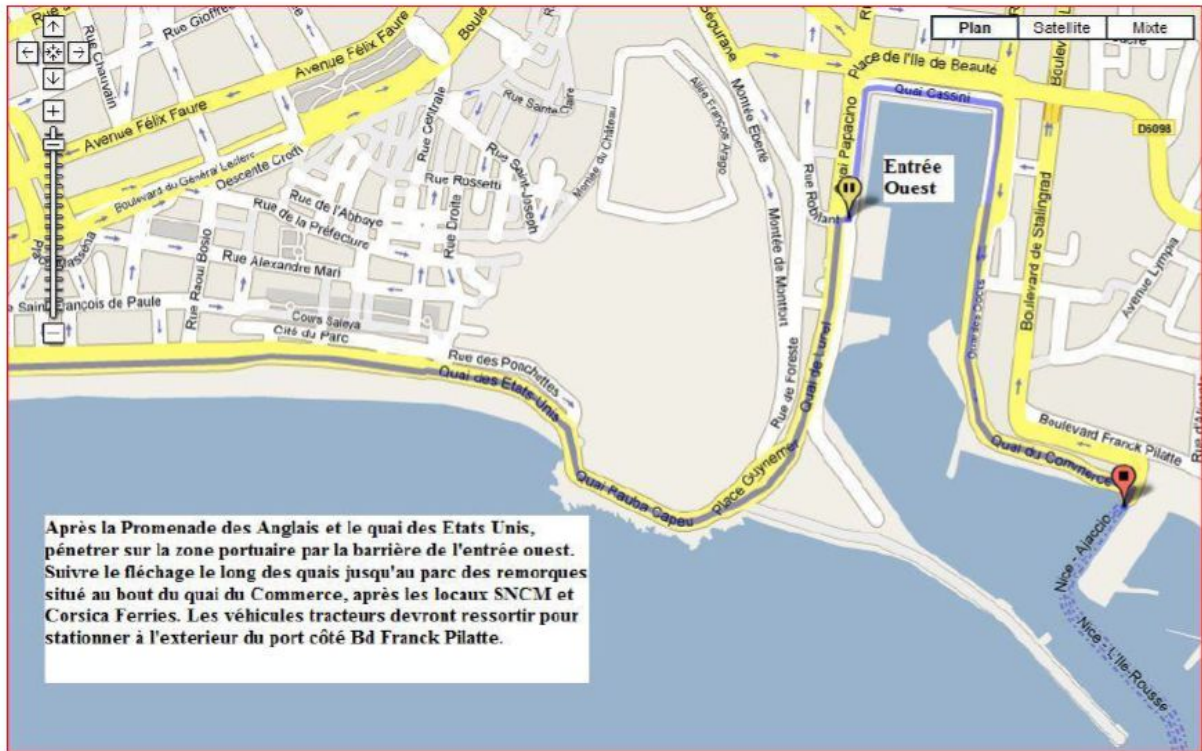 Plan
Satellite
Mixte
Rue Chauvain
Rue Gioffre
Avenue Félix Faure
Boule
Avenue Félix Faure
Boulevard du Général Leclerc
Descente Crotti
Rue Centrale
Rue Sainte Claire
Montée du Château
Rue Rossetti
Rue Saint-Joseph
Rue de l'Abbaye
Rue de la Préfecture
Rue Droite
Rue Alexandre Mari
Rue Raoul Bosio
Cours Saleya
Cité du Parc
Rue des Ponchettes
Quai des Etats-Unis
Quai Rauba Capeu
Place Guynemer
Ségurane
Allée François Arago
Montée Eberlé
Montée de Montfort
Rue de Foreste
Rue Robilant
Quai de Lunel
Place de l'Ile de Beauté
Quai Cassini
D6098
Entrée
Ouest
Quai des Docks
Boulevard de Stalingrad
Avenue Lympia
Quai du Commerce
Boulevard Franck Pilatte
Nice - Ajaccio
Nice - L'Ile-Rousse
Après la Promenade des Anglais et le quai des Etats Unis,
pénetrer sur la zone portuaire par la barrière de l'entrée ouest.
Suivre le fléchage le long des quais jusqu'au parc des remorques
situé au bout du quai du Commerce, après les locaux SNCM et
Corsica Ferries. Les véhicules tracteurs devront ressortir pour
stationner à l'exterieur du port côté Bd Franck Pilatte.